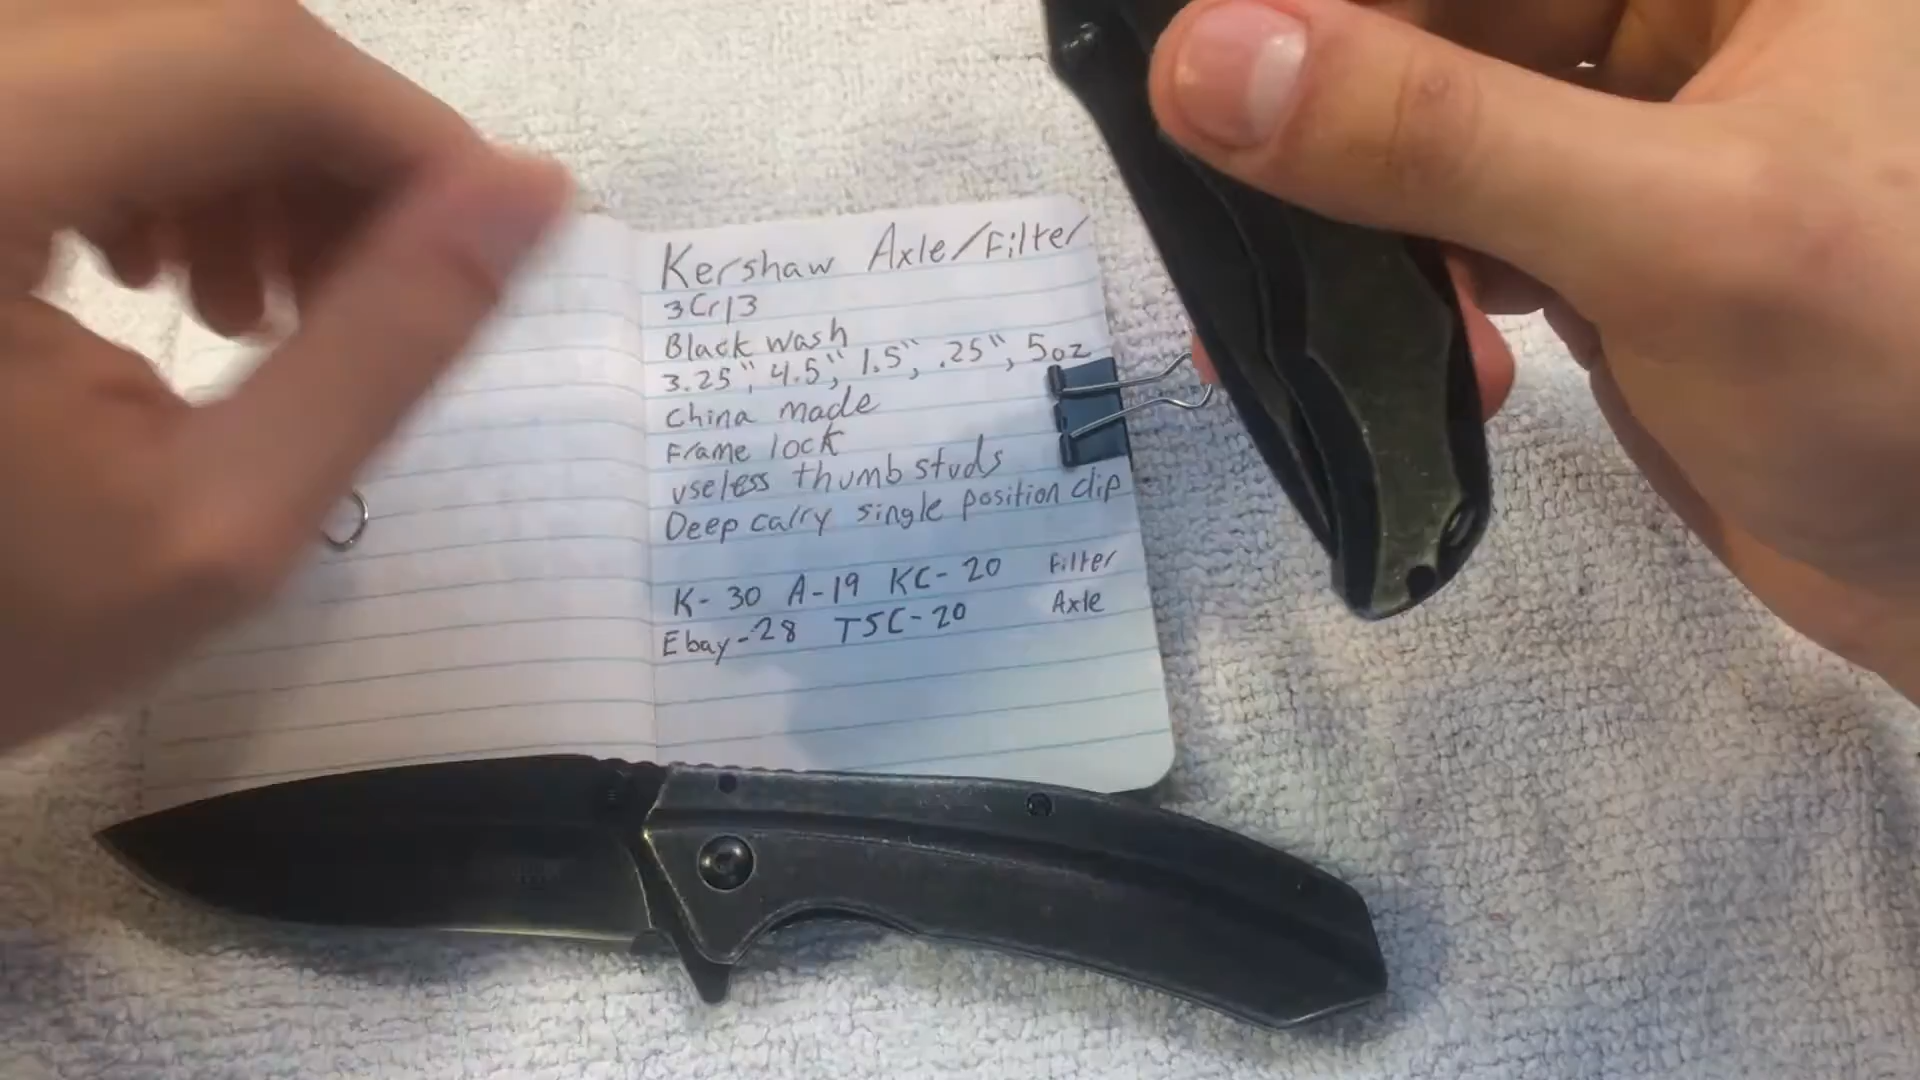 Kershaw Axle/Filter
3Cr13
Black wash
3.25", 4.5", 1.5", .25", 5oz
China made
Frame lock
useless thumb studs
Deep carry single position clip
K- 30 A-19 KC- 20 Filter
Ebay-28 TSC-20 Axle